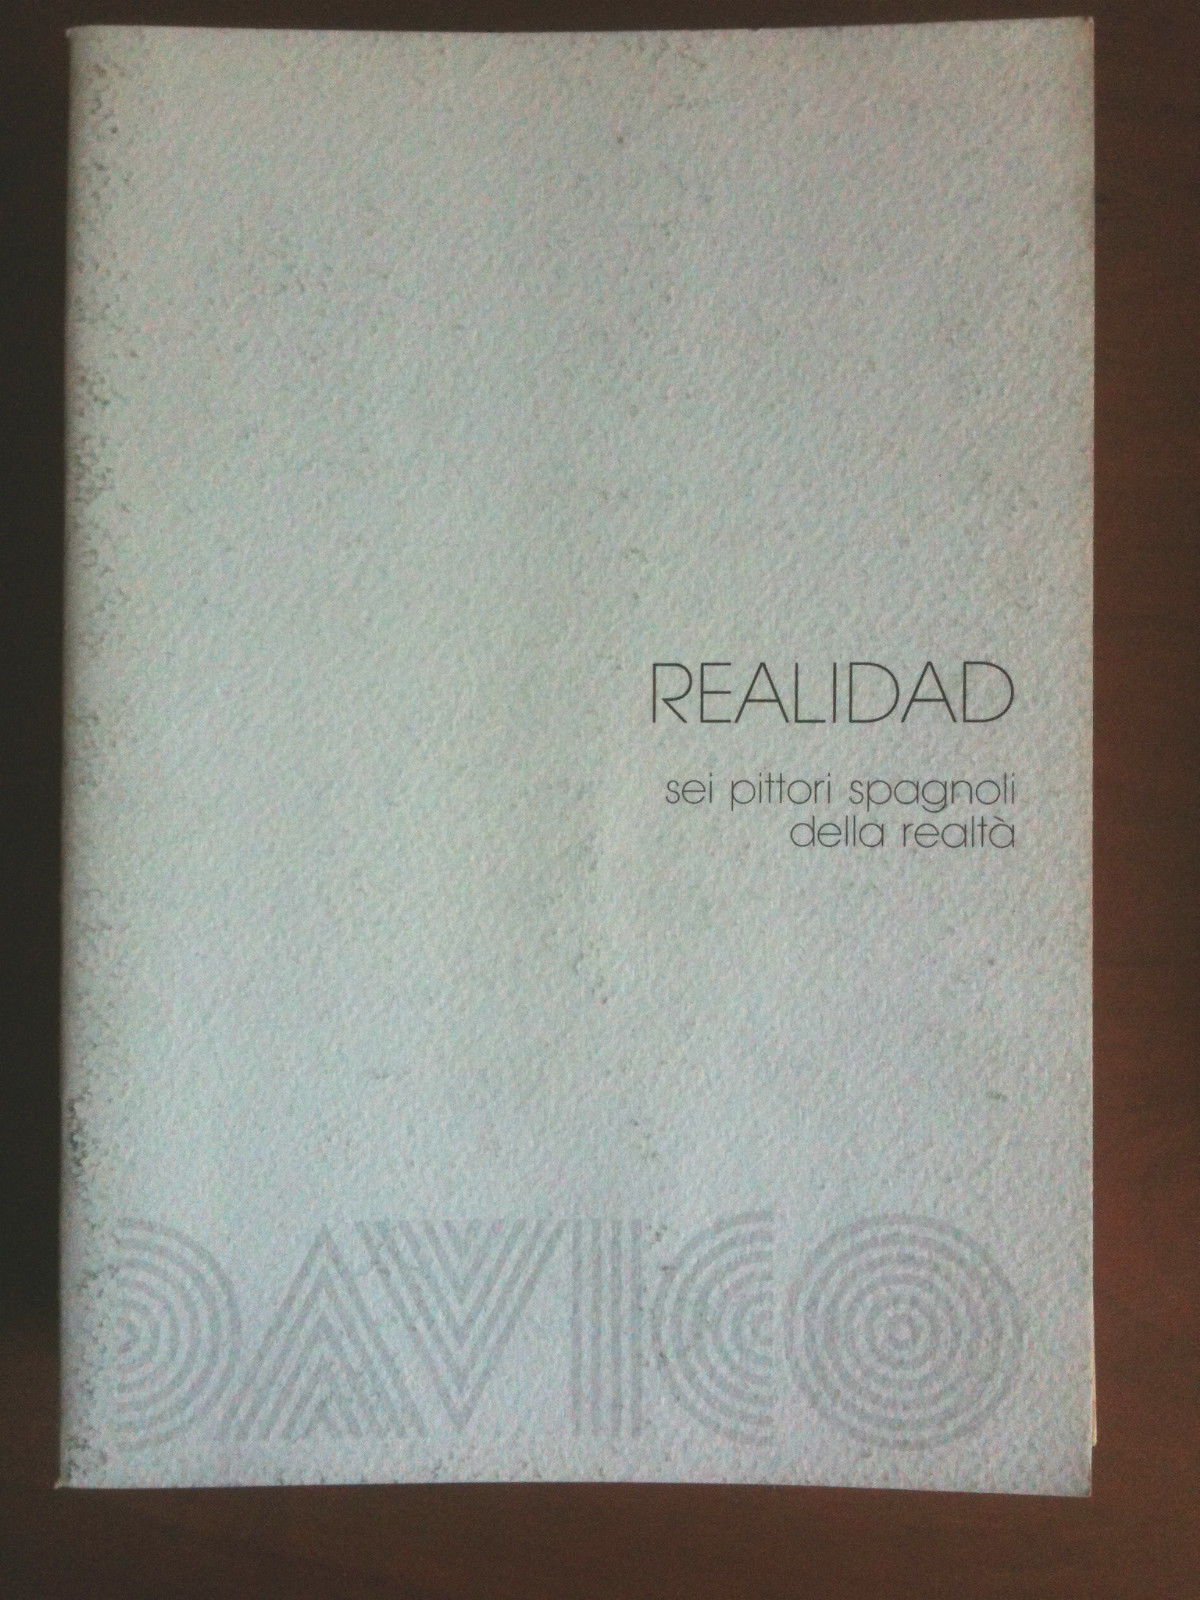 REALIDAD
sei pittori spagnoli
della realtà
DAVICO